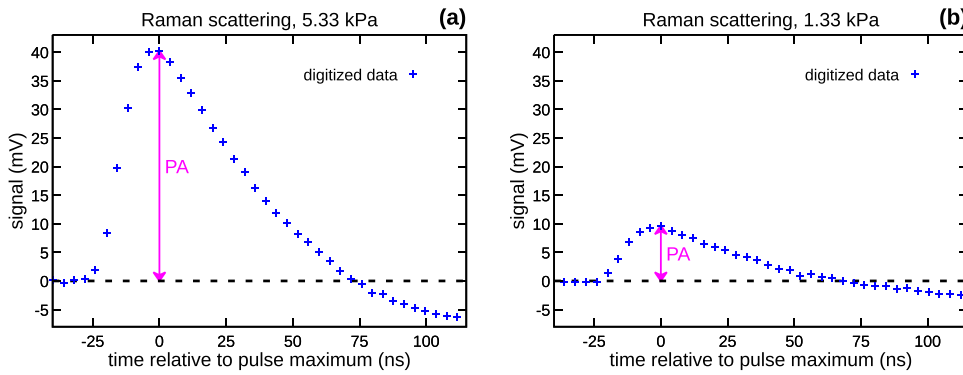 Raman scattering, 5.33 kPa
(a)
digitized data
PA
signal (mV)
40
35
30
25
20
15
10
5
0
-5
-25
0
25
50
75
100
time relative to pulse maximum (ns)
Raman scattering, 1.33 kPa
(b)
digitized data
PA
signal (mV)
40
35
30
25
20
15
10
5
0
-5
-25
0
25
50
75
100
time relative to pulse maximum (ns)